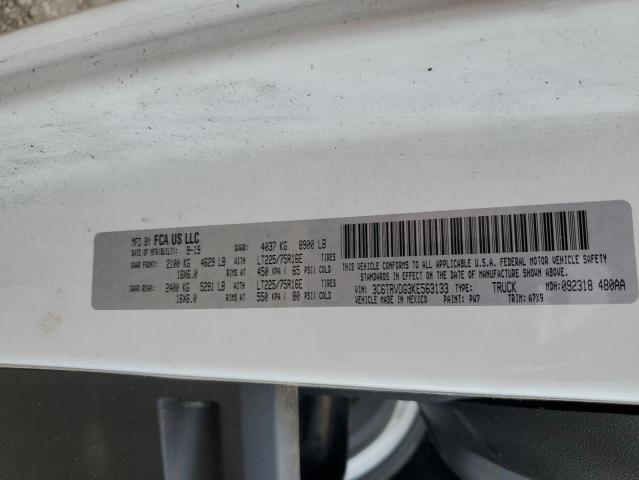 MFD BY FCA US LLC
DATE OF MFR(BUILT): 9-19 GVWR: 4037 KG 8900 LB
GAWR FRONT: 2100 KG 4629 LB WITH LT225/75R16E TIRES
16X6.0 RIMS AT 450 KPA ( 65 PSI) COLD
GAWR REAR: 2400 KG 5291 LB WITH LT225/75R16E TIRES
16X6.0 RIMS AT 550 KPA ( 80 PSI) COLD
THIS VEHICLE CONFORMS TO ALL APPLICABLE U.S.A. FEDERAL MOTOR VEHICLE SAFETY
STANDARDS IN EFFECT ON THE DATE OF MANUFACTURE SHOWN ABOVE.
VIN: 3C6TRVDG3KE563133 TYPE: TRUCK MDH: 092318 480AA
VEHICLE MADE IN MEXICO PAINT: PW7 TRIM: A7X9